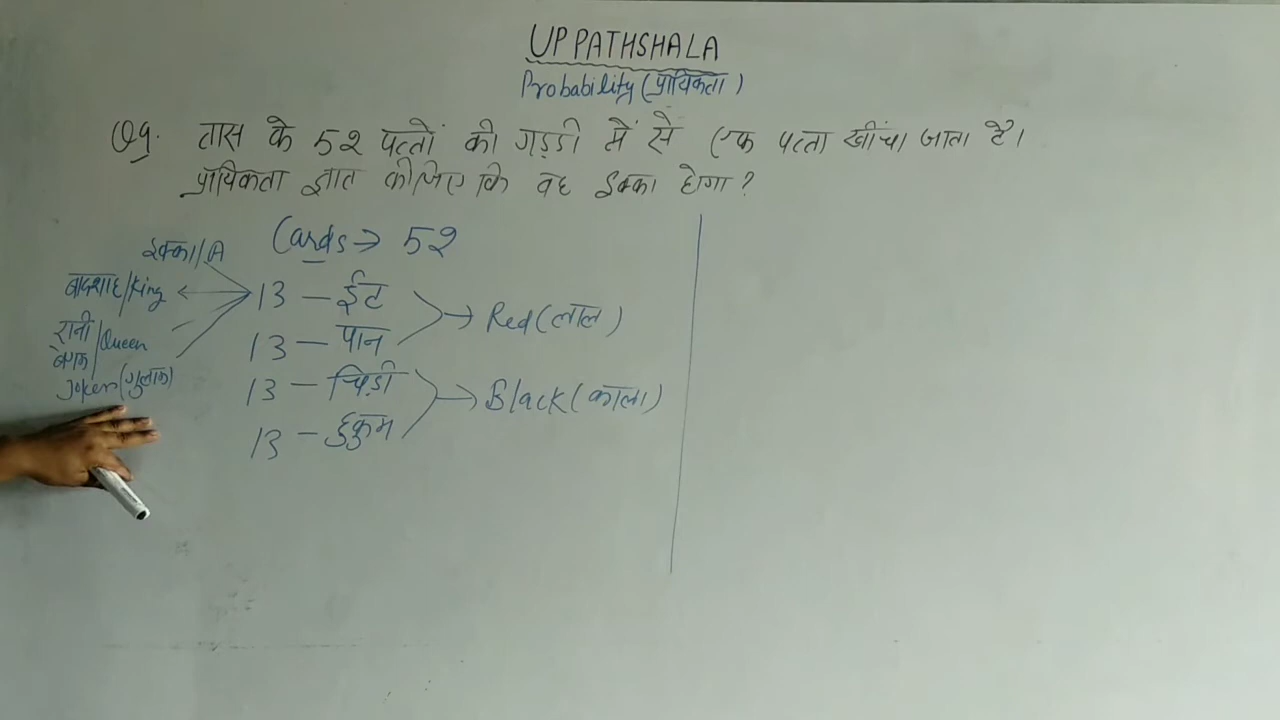 UP PATHSHALA
Probability (प्रायिकता)
Q9. तास के 52 पत्तों की गड्डी में से एक पत्ता खींचा जाता है।
प्रायिकता ज्ञात कीजिए कि वह इक्का होगा?
Cards → 52
इक्का/A
बादशाह/King
रानी/Queen
बेगम/
Joker(गुलाम)
13 – ईंट
13 – पान
→ Red (लाल)
13 – चिड़ी
13 – हुकुम
→ Black (काला)